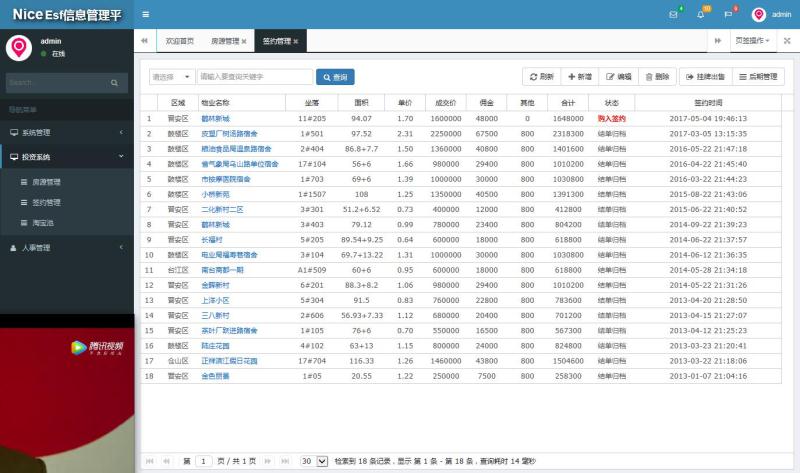 Nice Esf信息管理平
4
10
9
admin
admin
在线
Search...
导航菜单
系统管理
投资系统
房源管理
签约管理
淘宝池
人事管理
腾讯视频
欢迎首页 房源管理 签约管理 页签操作
请选择 请输入要查询关键字 查询 刷新 新增 编辑 删除 挂牌出售 后期管理
区域 物业名称 坐落 面积 单价 成交价 佣金 其他 合计 状态 签约时间
1 晋安区 鹤林新城 11#205 94.07 1.70 1600000 48000 0 1648000 购入签约 2017-05-04 19:46:13
2 鼓楼区 皮塑厂树汤路宿舍 1#501 97.52 2.31 2250000 67500 800 2318300 结单归档 2017-03-05 13:15:35
3 鼓楼区 粮油食品局温泉路宿舍 2#404 86.8+7.7 1.50 1360000 40800 800 1401600 结单归档 2016-05-22 21:47:18
4 鼓楼区 省气象局乌山路单位宿舍 17#104 56+6 1.66 980000 29400 800 1010200 结单归档 2016-04-22 21:45:40
5 鼓楼区 市按摩医院宿舍 1#703 69+6 1.39 1000000 30000 800 1030800 结单归档 2016-03-22 21:44:23
6 鼓楼区 小桥新苑 1#1507 108 1.25 1350000 40500 800 1391300 结单归档 2015-08-22 21:43:06
7 晋安区 二化新村二区 3#301 51.2+6.52 0.73 400000 12000 800 412800 结单归档 2015-06-22 21:40:52
8 晋安区 鹤林新城 3#403 79.12 0.99 780000 23400 800 804200 结单归档 2014-09-22 21:39:23
9 晋安区 长福村 5#205 89.54+9.25 0.64 600000 18000 800 618800 结单归档 2014-06-22 21:37:57
10 鼓楼区 电业局福寿巷宿舍 3#104 69.7+13.22 1.31 1000000 30000 800 1030800 结单归档 2014-06-12 21:36:35
11 台江区 南台商都一期 A1#509 60+6 0.95 600000 18000 800 618800 结单归档 2014-05-28 21:34:18
12 晋安区 金辉新村 6#201 88.3+8.2 1.06 980000 29400 800 1010200 结单归档 2014-05-22 21:31:26
13 晋安区 上洋小区 5#304 91.5 0.83 760000 22800 800 783600 结单归档 2013-04-20 21:28:50
14 晋安区 三八新村 2#606 56.93+7.33 1.12 680000 20400 800 701200 结单归档 2013-04-15 21:27:07
15 晋安区 茶叶厂跃进路宿舍 1#105 76+6 0.70 550000 16500 800 567300 结单归档 2013-04-12 21:25:23
16 鼓楼区 陆庄花园 4#102 63+13 1.15 800000 24000 800 824800 结单归档 2013-03-23 21:20:41
17 仓山区 正祥滨江假日花园 17#704 116.33 1.26 1460000 43800 800 1504600 结单归档 2013-03-22 21:18:06
18 晋安区 金色丽景 1#05 20.55 1.22 250000 7500 800 258300 结单归档 2013-01-07 21:04:16
第 1 页 / 共 1 页 30 检索到 18 条记录，显示 第 1 条 - 第 18 条，查询耗时 14 毫秒